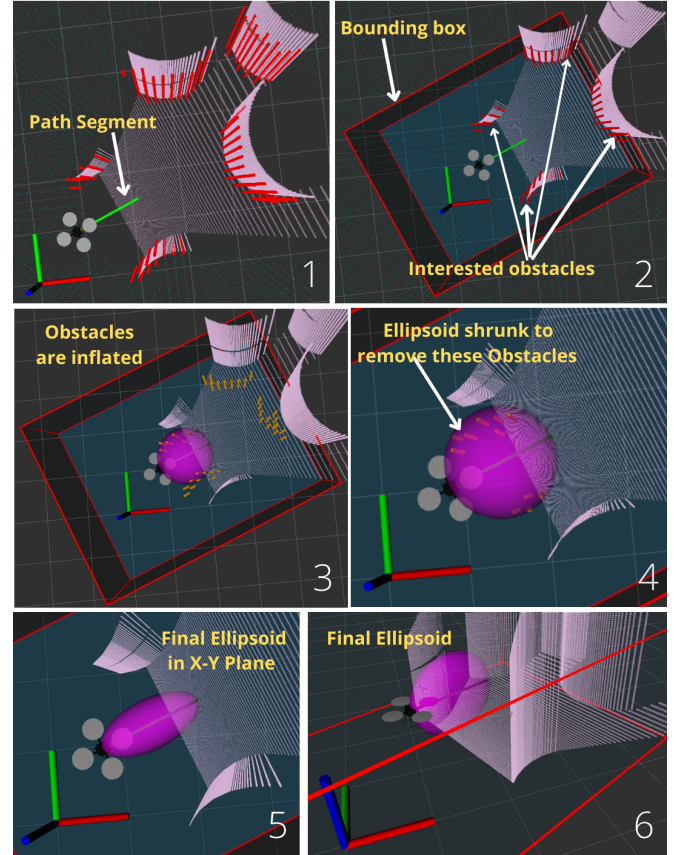 Path Segment
1
Bounding box
Interested obstacles
2
Obstacles
are inflated
3
Ellipsoid shrunk to
remove these Obstacles
4
Final Ellipsoid
in X-Y Plane
5
Final Ellipsoid
6